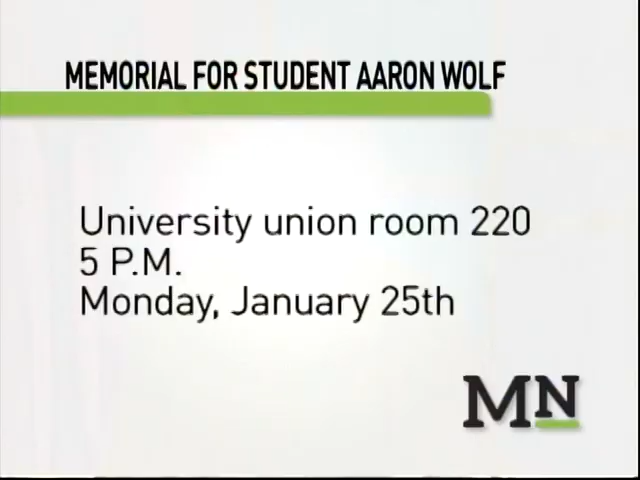 MEMORIAL FOR STUDENT AARON WOLF
University union room 220
5 P.M.
Monday, January 25th
MN